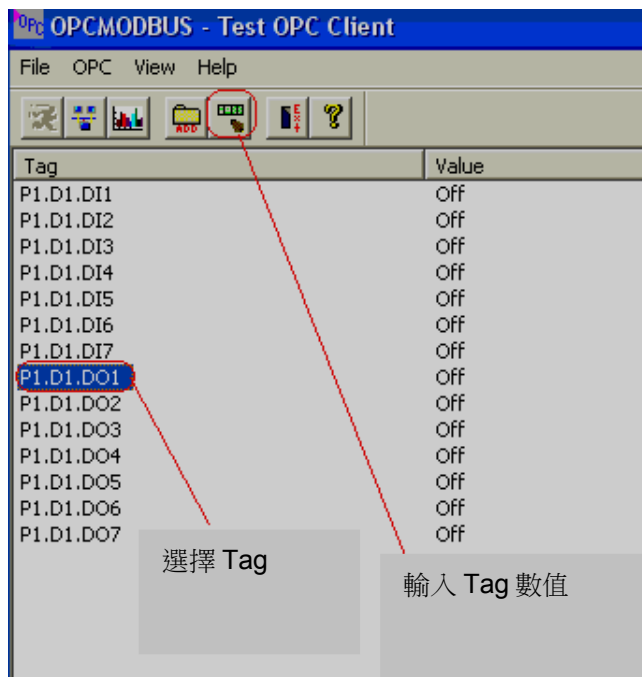 OPC OPCMODBUS - Test OPC Client
File OPC View Help
ADD EXIT ?
Tag Value
P1.D1.DI1 Off
P1.D1.DI2 Off
P1.D1.DI3 Off
P1.D1.DI4 Off
P1.D1.DI5 Off
P1.D1.DI6 Off
P1.D1.DI7 Off
P1.D1.DO1 Off
P1.D1.DO2 Off
P1.D1.DO3 Off
P1.D1.DO4 Off
P1.D1.DO5 Off
P1.D1.DO6 Off
P1.D1.DO7 Off
選擇 Tag
輸入 Tag 數值